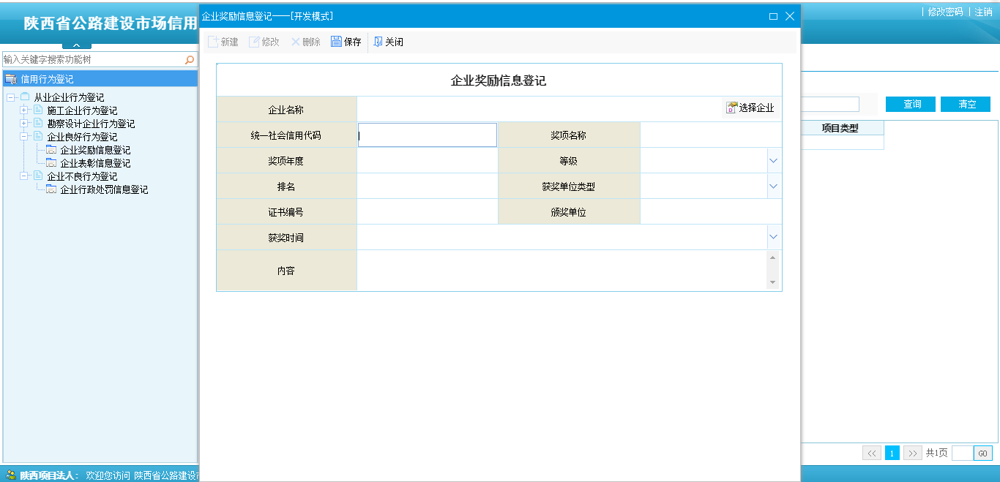 陕西省公路建设市场信用
企业奖励信息登记——[开发模式]
修改密码 | 注销
新建 修改 删除 保存 关闭
输入关键字搜索功能树
信用行为登记
从业企业行为登记
施工企业行为登记
勘察设计企业行为登记
企业良好行为登记
企业奖励信息登记
企业表彰信息登记
企业不良行为登记
企业行政处罚信息登记
企业奖励信息登记
企业名称 选择企业
统一社会信用代码 奖项名称
奖项年度 等级
排名 获奖单位类型
证书编号 颁奖单位
获奖时间
内容
查询 清空
项目类型
<< 1 >> 共1页 GO
陕西项目法人: 欢迎您访问 陕西省公路建设